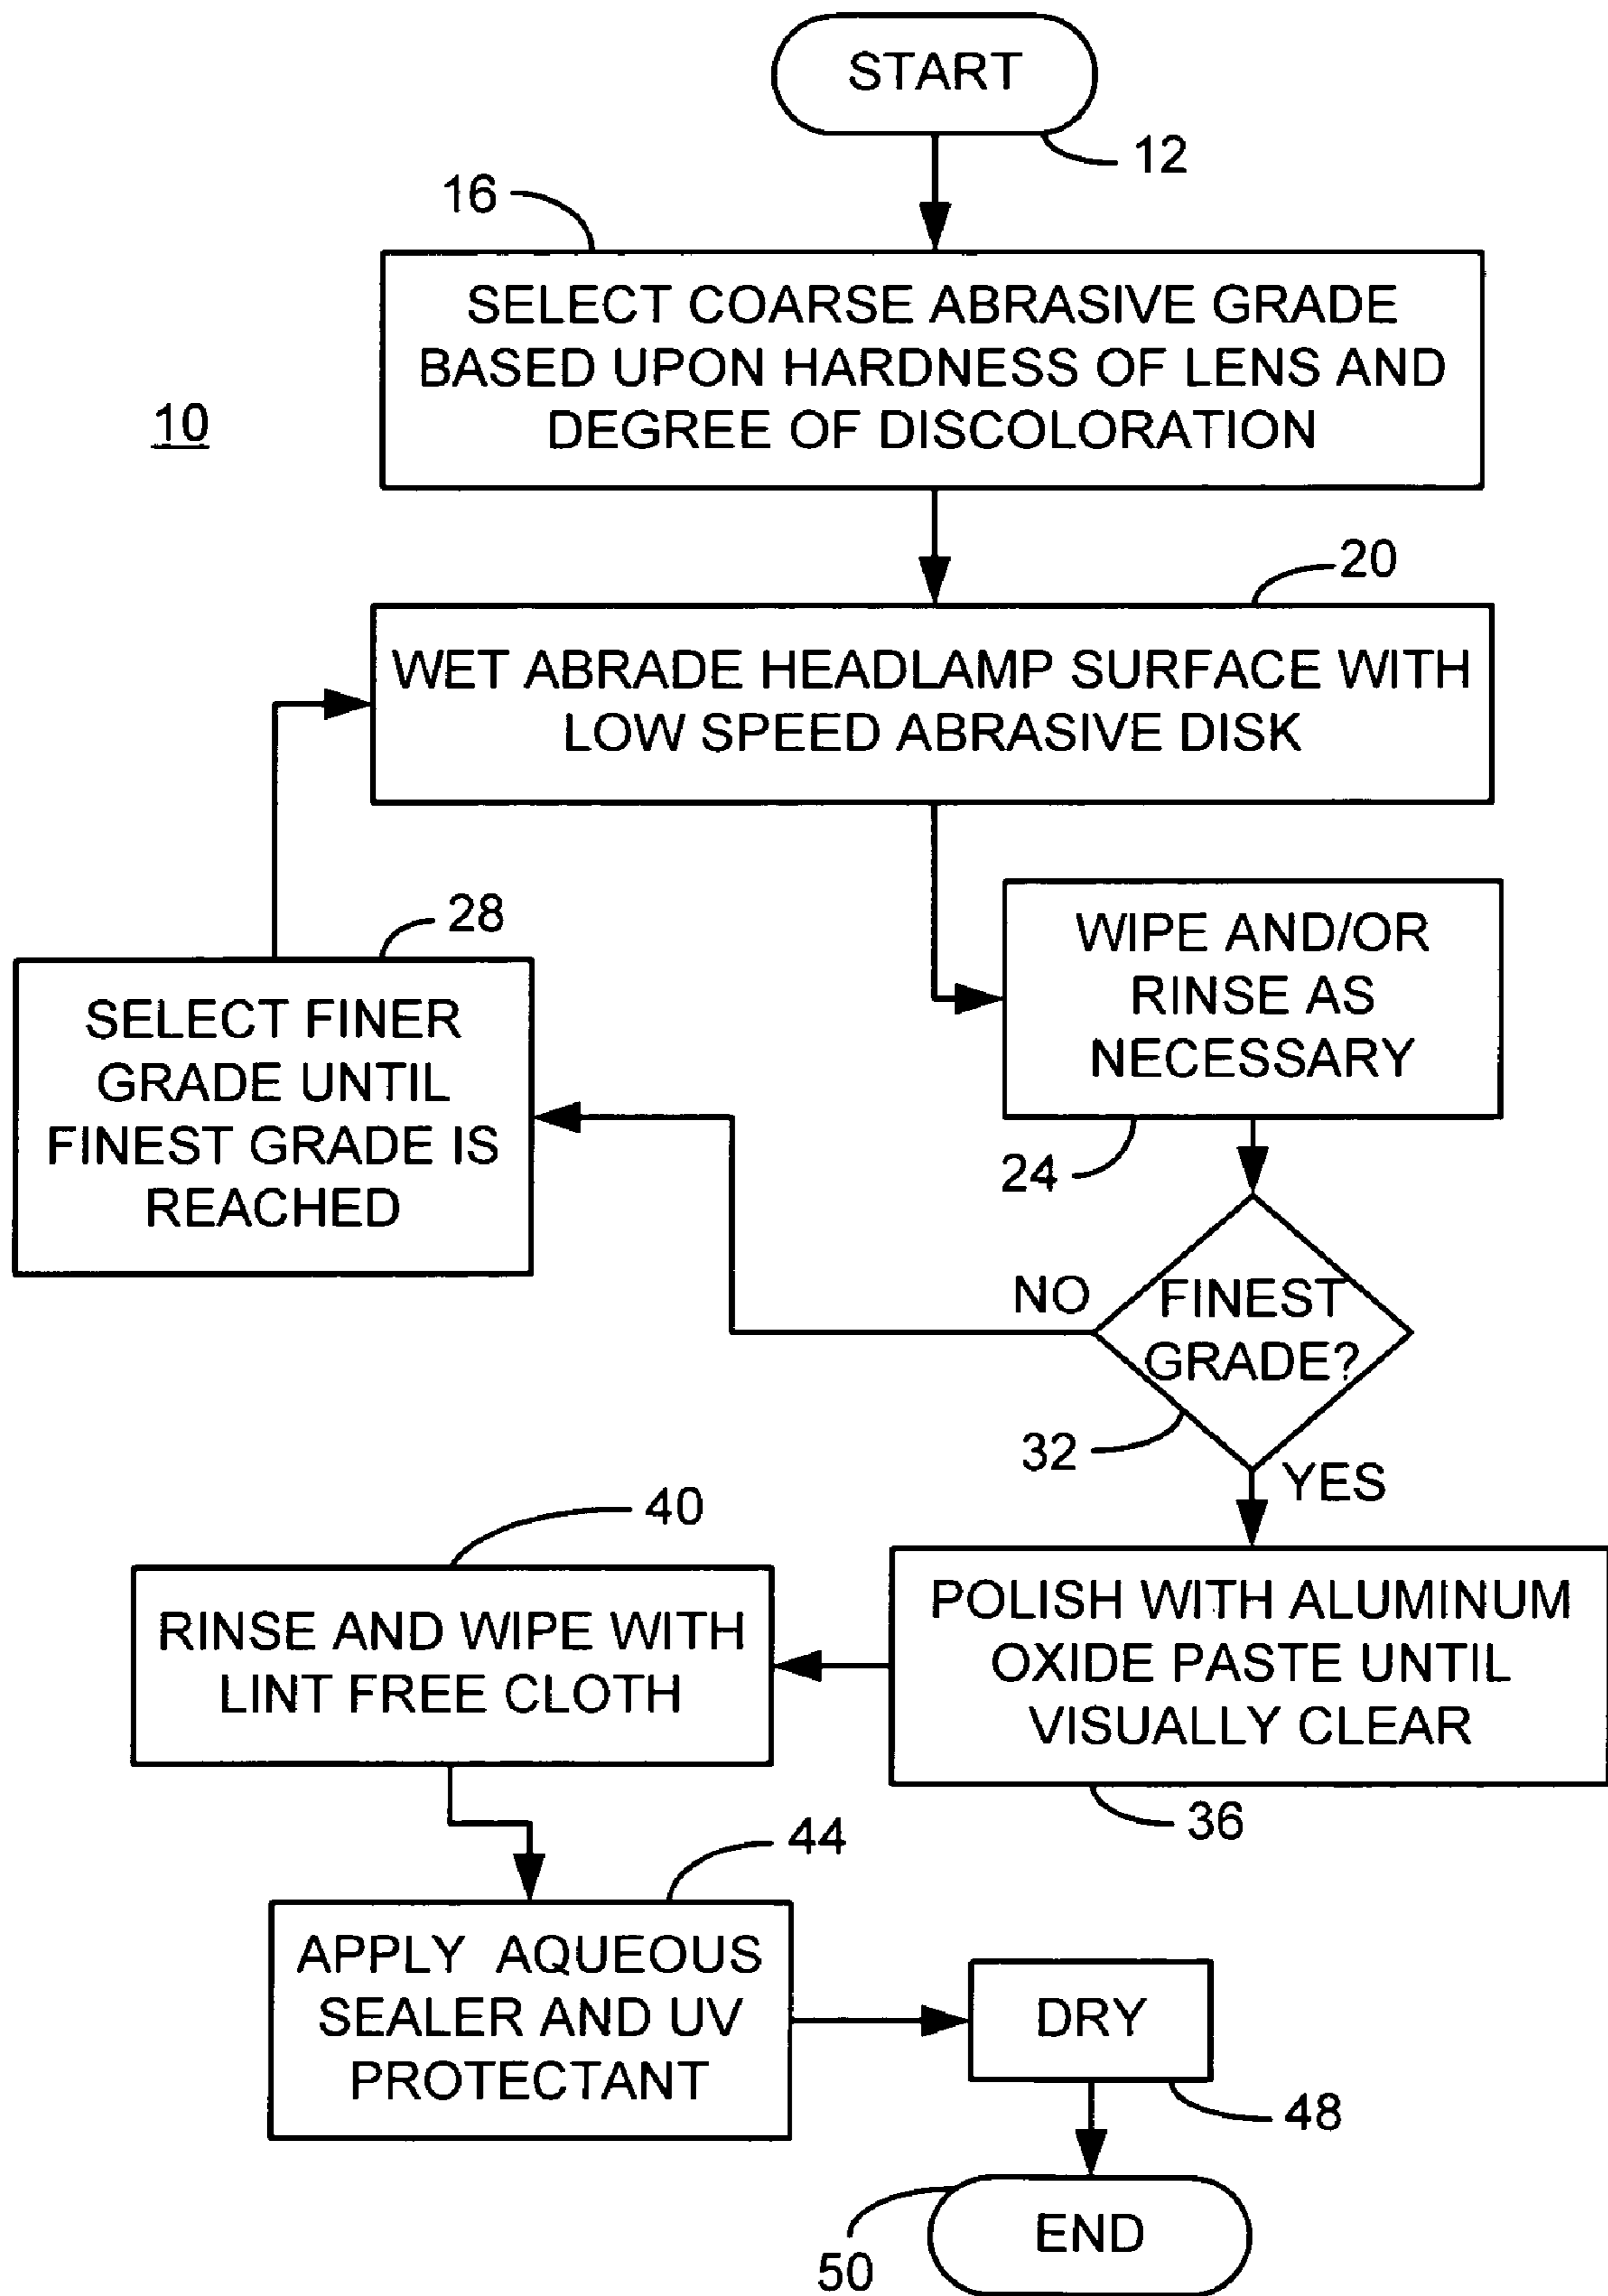 START
12
16
SELECT COARSE ABRASIVE GRADE
BASED UPON HARDNESS OF LENS AND
DEGREE OF DISCOLORATION
10
20
WET ABRADE HEADLAMP SURFACE WITH
LOW SPEED ABRASIVE DISK
28
SELECT FINER
GRADE UNTIL
FINEST GRADE IS
REACHED
WIPE AND/OR
RINSE AS
NECESSARY
24
NO
FINEST
GRADE?
32
YES
40
RINSE AND WIPE WITH
LINT FREE CLOTH
POLISH WITH ALUMINUM
OXIDE PASTE UNTIL
VISUALLY CLEAR
36
44
APPLY AQUEOUS
SEALER AND UV
PROTECTANT
DRY
48
END
50